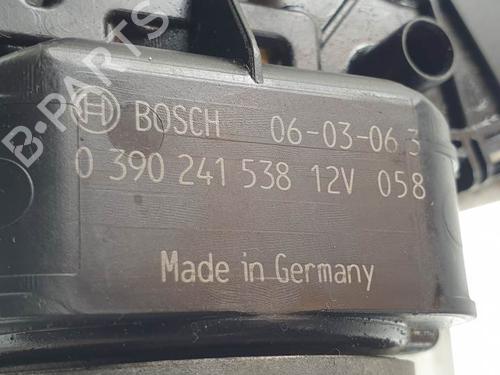 BOSCH 06-03-06.3
0 390 241 538 12V 058
Made in Germany
B-PARTS